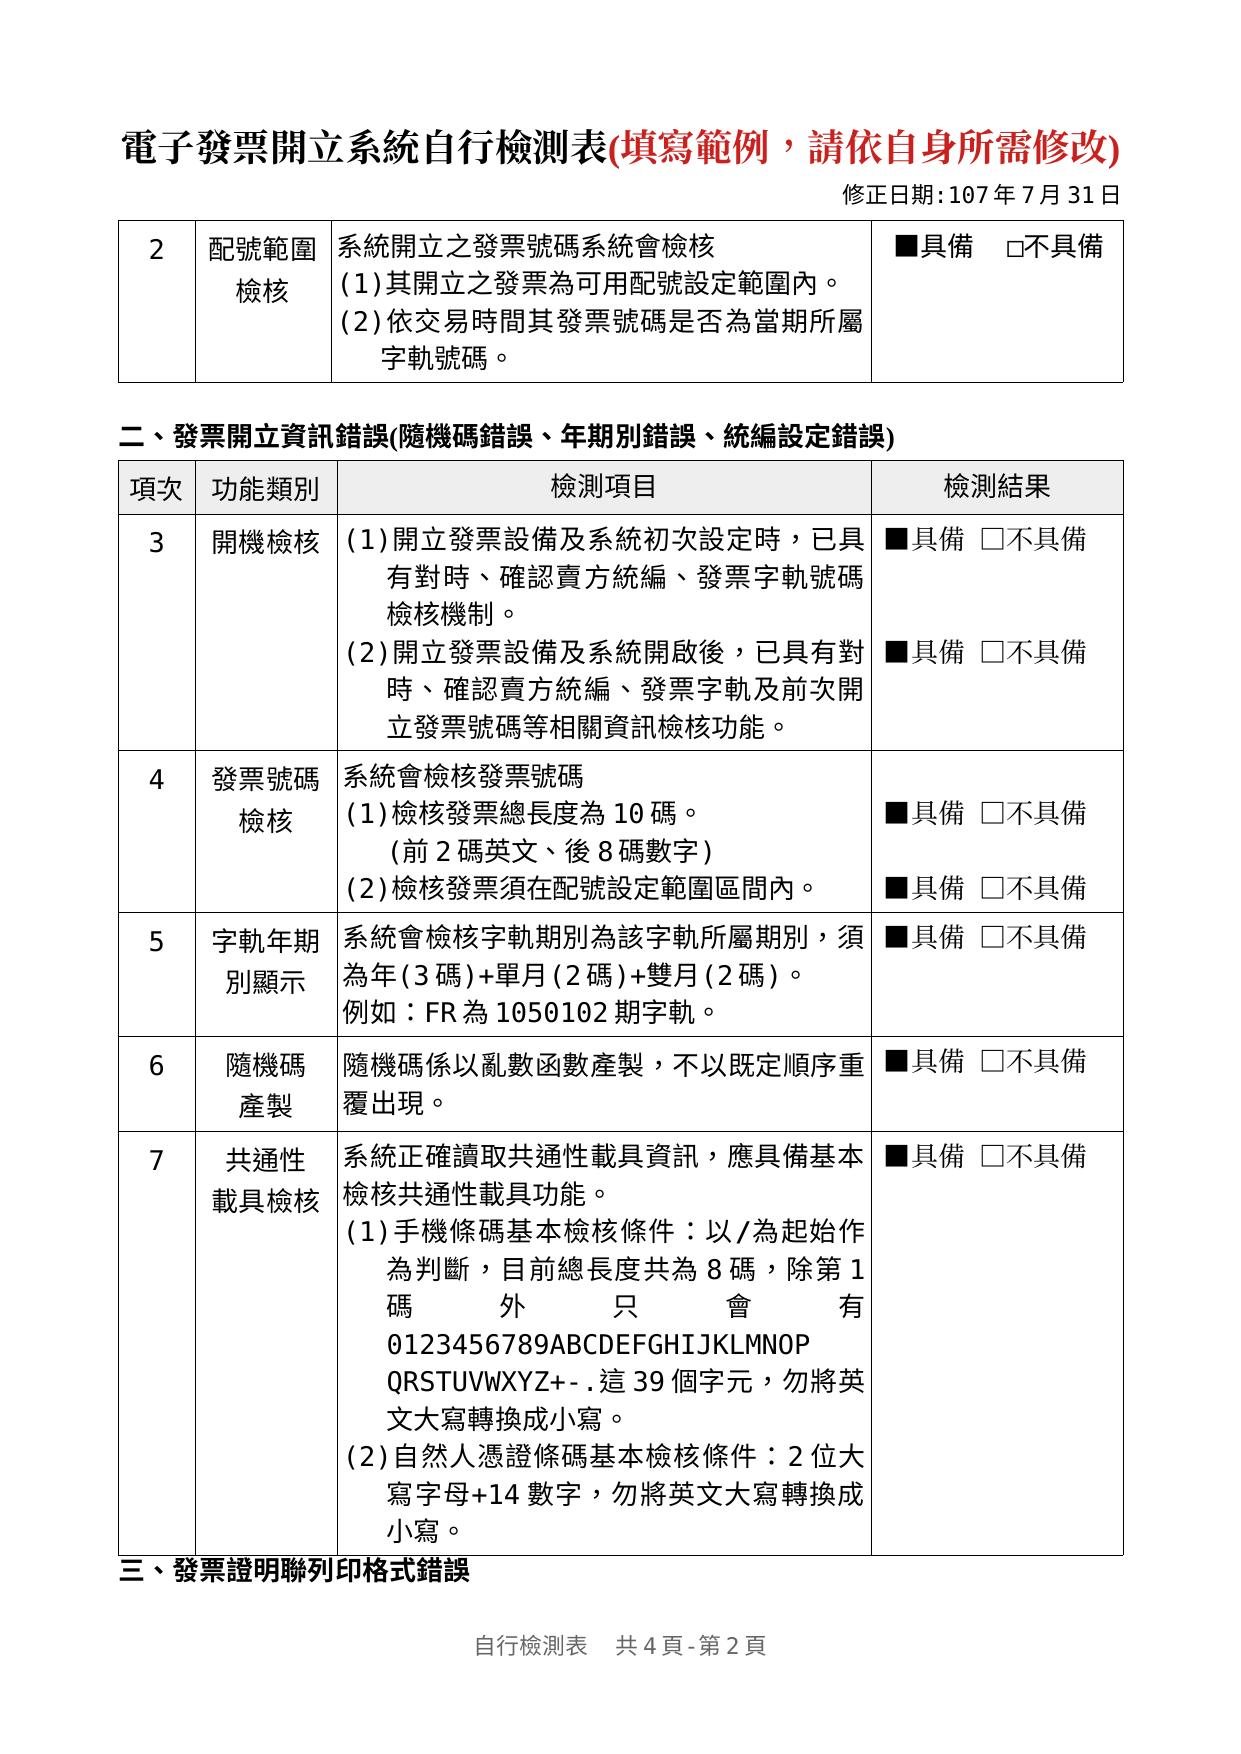 電子發票開立系統自行檢測表(填寫範例，請依自身所需修改)
修正日期:107年7月31日
2 配號範圍 系統開立之發票號碼系統會檢核 ■具備 □不具備
檢核 (1)其開立之發票為可用配號設定範圍內。
(2)依交易時間其發票號碼是否為當期所屬
字軌號碼。
二、發票開立資訊錯誤(隨機碼錯誤、年期別錯誤、統編設定錯誤)
項次 功能類別 檢測項目 檢測結果
3 開機檢核 (1)開立發票設備及系統初次設定時，已具 ■具備 □不具備
有對時、確認賣方統編、發票字軌號碼
檢核機制。
(2)開立發票設備及系統開啟後，已具有對 ■具備 □不具備
時、確認賣方統編、發票字軌及前次開
立發票號碼等相關資訊檢核功能。
4 發票號碼 系統會檢核發票號碼
檢核 (1)檢核發票總長度為10碼。 ■具備 □不具備
(前2碼英文、後8碼數字)
(2)檢核發票須在配號設定範圍區間內。 ■具備 □不具備
5 字軌年期 系統會檢核字軌期別為該字軌所屬期別，須 ■具備 □不具備
別顯示 為年(3碼)+單月(2碼)+雙月(2碼)。
例如：FR為1050102期字軌。
6 隨機碼 隨機碼係以亂數函數產製，不以既定順序重 ■具備 □不具備
產製 覆出現。
7 共通性 系統正確讀取共通性載具資訊，應具備基本 ■具備 □不具備
載具檢核 檢核共通性載具功能。
(1)手機條碼基本檢核條件：以/為起始作
為判斷，目前總長度共為8碼，除第1
碼外只會有
0123456789ABCDEFGHIJKLMNOP
QRSTUVWXYZ+-.這39個字元，勿將英
文大寫轉換成小寫。
(2)自然人憑證條碼基本檢核條件：2位大
寫字母+14數字，勿將英文大寫轉換成
小寫。
三、發票證明聯列印格式錯誤
自行檢測表 共4頁-第2頁